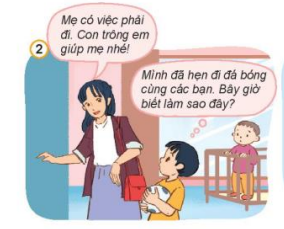 Mẹ có việc phải
đi. Con trông em
giúp mẹ nhé!
2
Mình đã hẹn đi đá bóng
cùng các bạn. Bây giờ
biết làm sao đây?